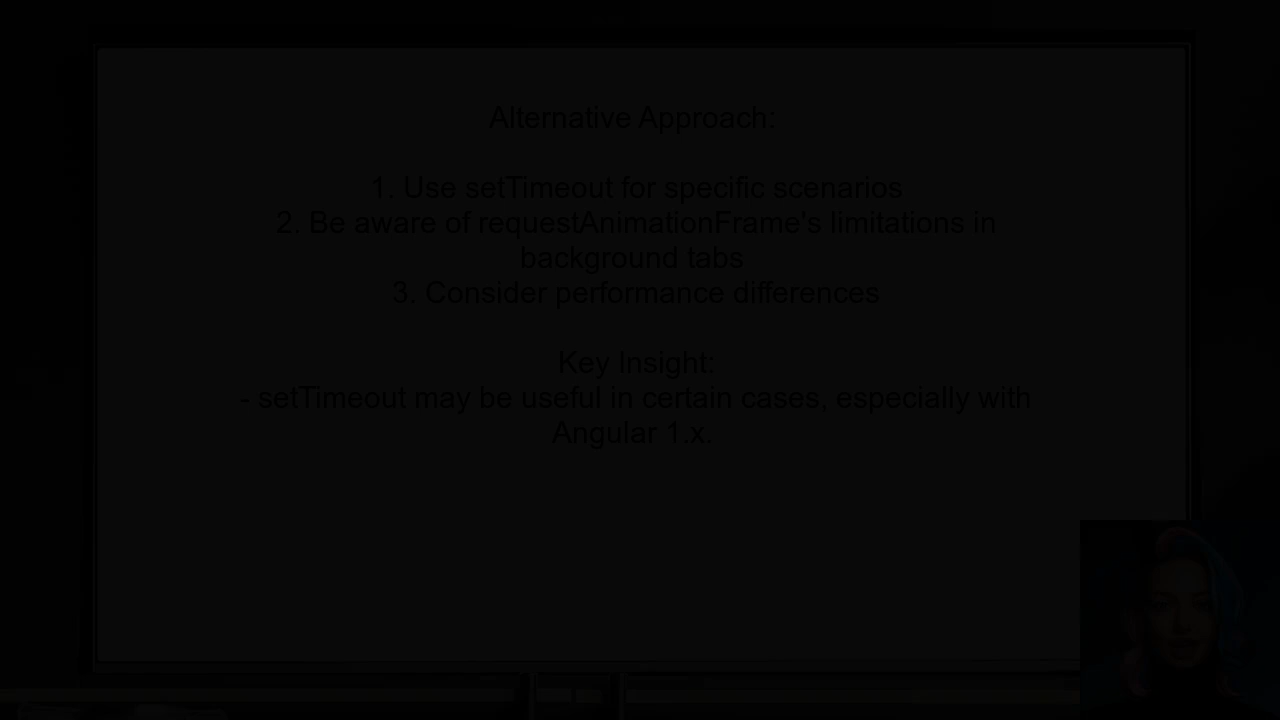 Alternative Approach:
1. Use setTimeout for specific scenarios
2. Be aware of requestAnimationFrame's limitations in
background tabs
3. Consider performance differences
Key Insight:
- setTimeout may be useful in certain cases, especially with
Angular 1.x.